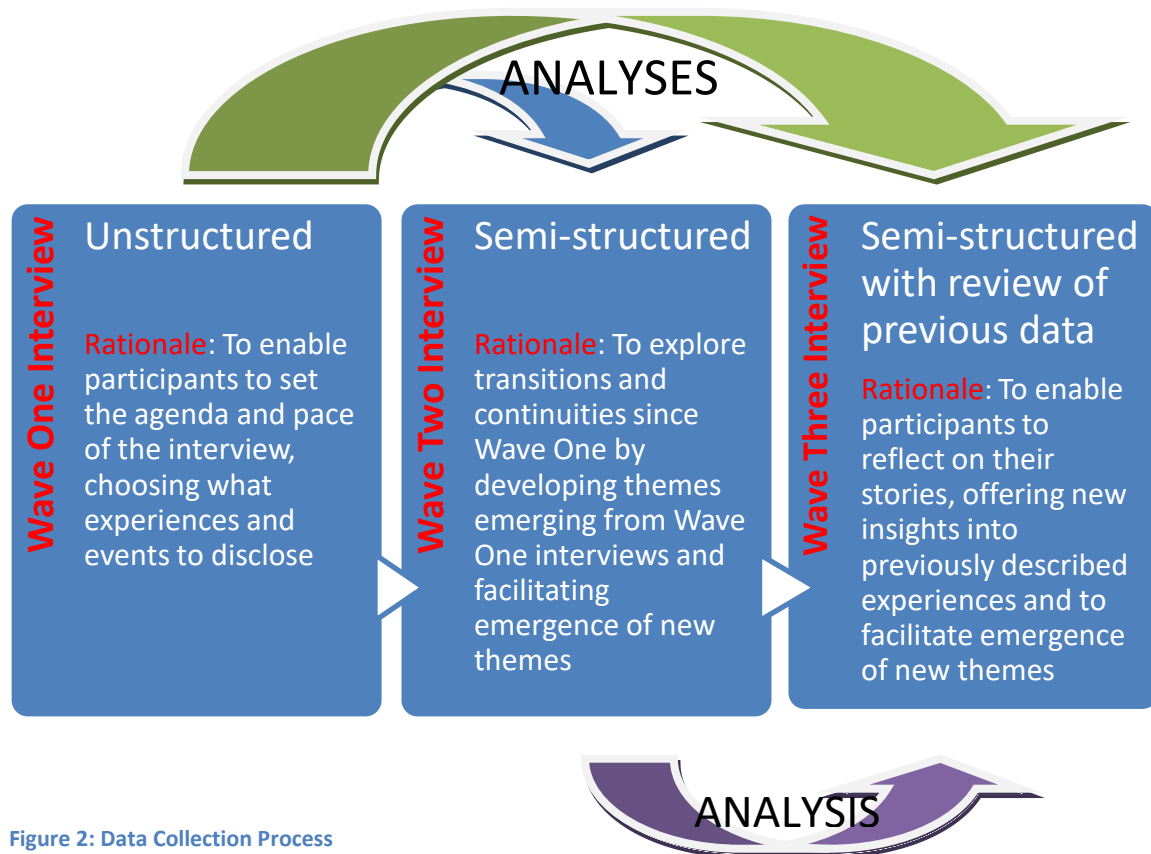 ANALYSES
Wave One Interview
Unstructured
Rationale: To enable
participants to set
the agenda and pace
of the interview,
choosing what
experiences and
events to disclose
Wave Two Interview
Semi-structured
Rationale: To explore
transitions and
continuities since
Wave One by
developing themes
emerging from Wave
One interviews and
facilitating
emergence of new
themes
Wave Three Interview
Semi-structured
with review of
previous data
Rationale: To enable
participants to
reflect on their
stories, offering new
insights into
previously described
experiences and to
facilitate emergence
of new themes
ANALYSIS
Figure 2: Data Collection Process